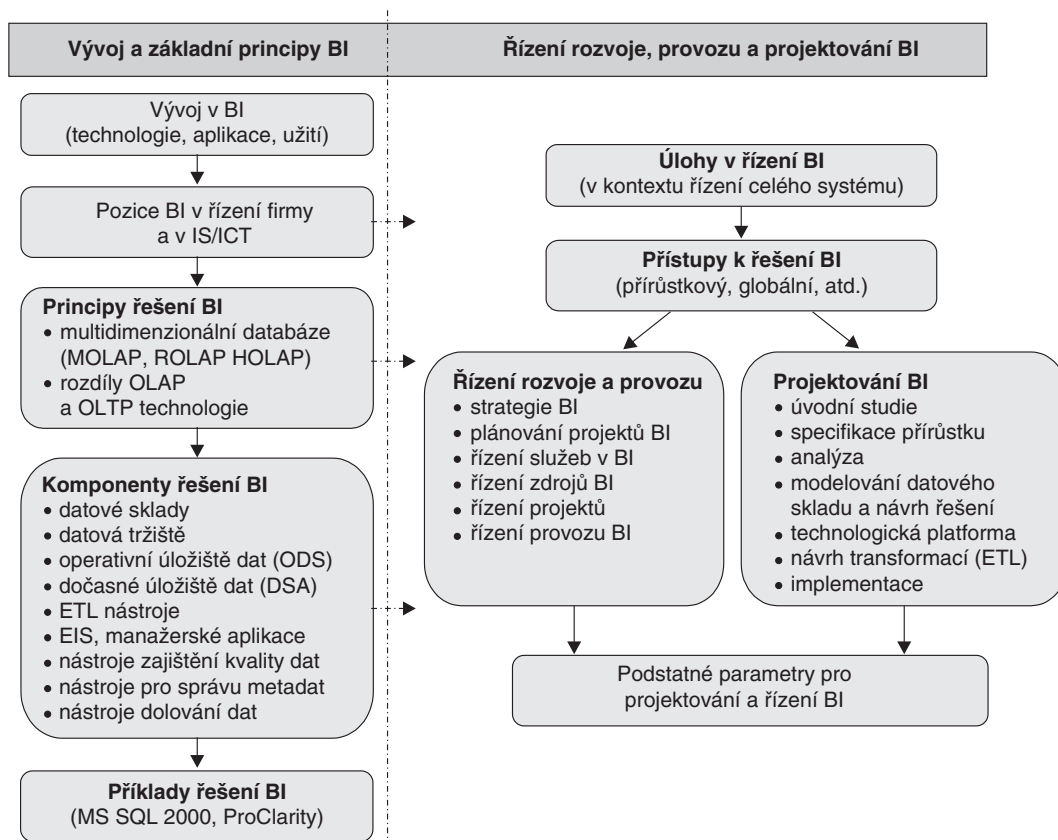 Vývoj a základní principy BI
Řízení rozvoje, provozu a projektování BI
Vývoj v BI
(technologie, aplikace, užití)
Pozice BI v řízení firmy
a v IS/ICT
Principy řešení BI
• multidimenzionální databáze
(MOLAP, ROLAP HOLAP)
• rozdíly OLAP
a OLTP technologie
Komponenty řešení BI
• datové sklady
• datová tržiště
• operativní úložiště dat (ODS)
• dočasné úložiště dat (DSA)
• ETL nástroje
• EIS, manažerské aplikace
• nástroje zajištění kvality dat
• nástroje pro správu metadat
• nástroje dolování dat
Příklady řešení BI
(MS SQL 2000, ProClarity)
Úlohy v řízení BI
(v kontextu řízení celého systému)
Přístupy k řešení BI
(přírůstkový, globální, atd.)
Řízení rozvoje a provozu
• strategie BI
• plánování projektů BI
• řízení služeb v BI
• řízení zdrojů BI
• řízení projektů
• řízení provozu BI
Projektování BI
• úvodní studie
• specifikace přírůstku
• analýza
• modelování datového
skladu a návrh řešení
• technologická platforma
• návrh transformací (ETL)
• implementace
Podstatné parametry pro
projektování a řízení BI